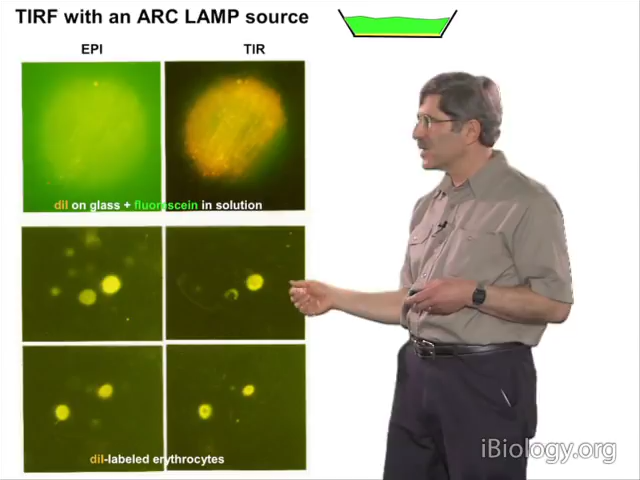 TIRF with an ARC LAMP source
EPI
TIR
diI on glass + fluorescein in solution
diI-labeled erythrocytes
iBiology.org